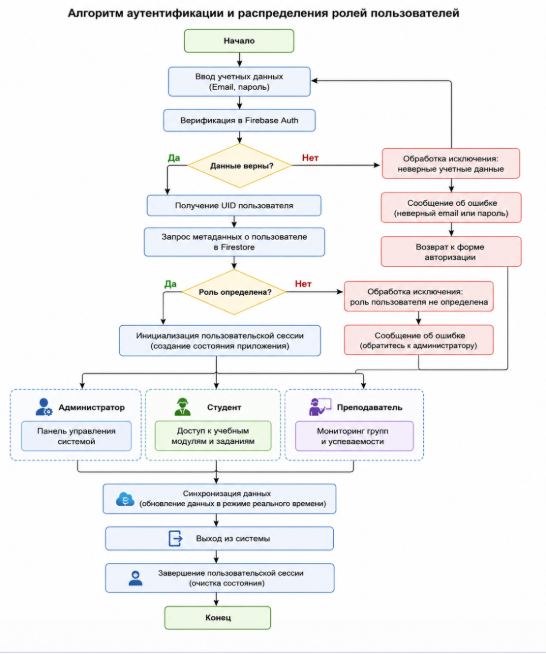 Алгоритм аутентификации и распределения ролей пользователей
Начало
Ввод учетных данных
(Email, пароль)
Верификация в Firebase Auth
Данные верны?
Да
Нет
Обработка исключения:
неверные учетные данные
Сообщение об ошибке
(неверный email или пароль)
Возврат к форме
авторизации
Получение UID пользователя
Запрос метаданных о пользователе
в Firestore
Роль определена?
Да
Нет
Обработка исключения:
роль пользователя не определена
Сообщение об ошибке
(обратитесь к администратору)
Инициализация пользовательской сессии
(создание состояния приложения)
Администратор
Панель управления
системой
Студент
Доступ к учебным
модулям и заданиям
Преподаватель
Мониторинг групп
и успеваемости
Синхронизация данных
(обновление данных в режиме реального времени)
Выход из системы
Завершение пользовательской сессии
(очистка состояния)
Конец